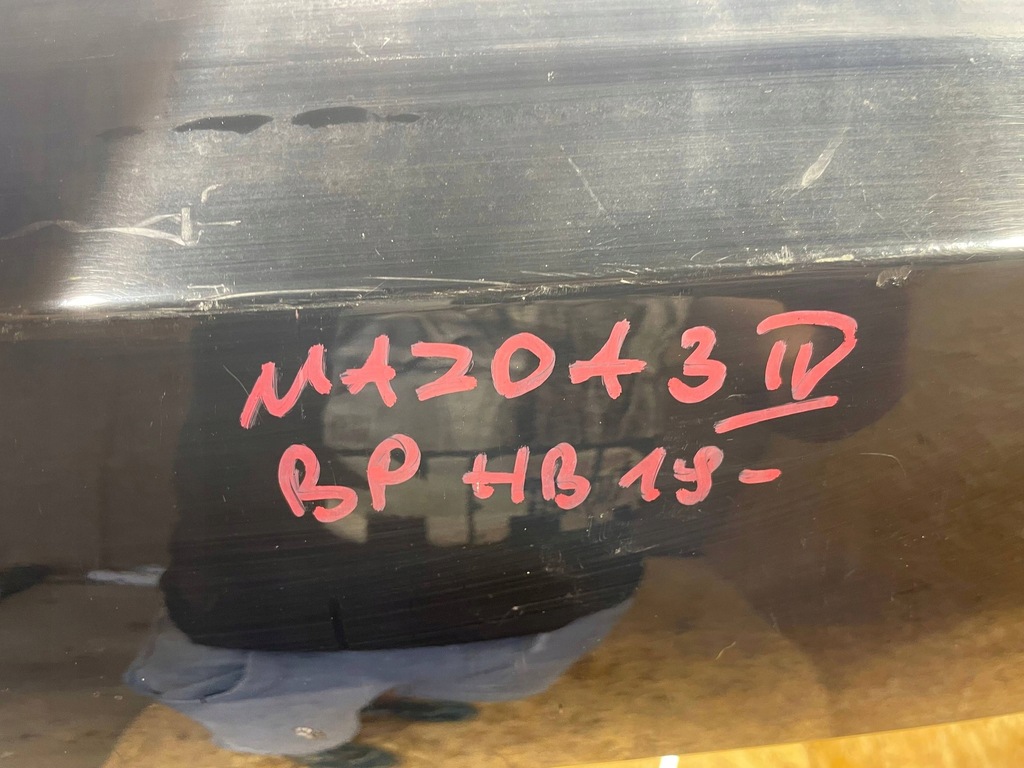 MAZDA 3 IV
BP HB 19-